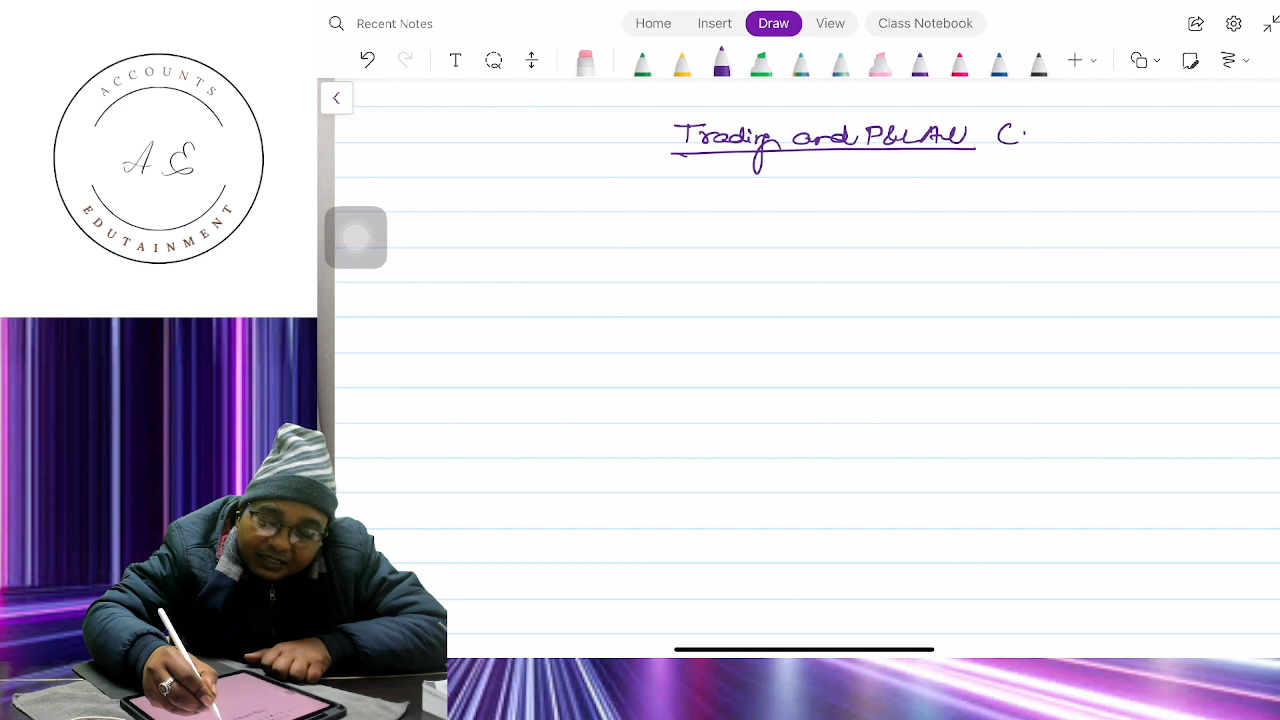 Recent Notes
Home Insert Draw View Class Notebook
T
ACCOUNTS
A E
EDUTAINMENT
Trading and P&L A/C